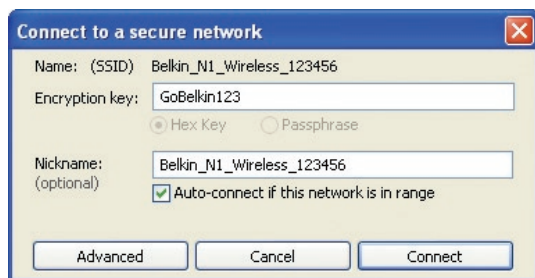 Connect to a secure network
Name: (SSID) Belkin_N1_Wireless_123456
Encryption key: GoBelkin123
Hex Key Passphrase
Nickname: Belkin_N1_Wireless_123456
(optional)
Auto-connect if this network is in range
Advanced Cancel Connect